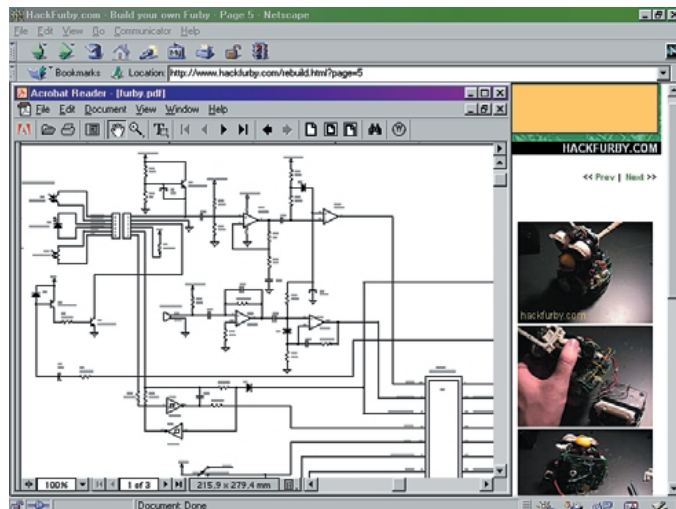 HackFurby.com - Build your own Furby - Page 5 - Netscape
File Edit View Go Communicator Help
Bookmarks Location: http://www.hackfurby.com/rebuild.html?page=5
Acrobat Reader - [furby.pdf]
File Edit Document View Window Help
HACKFURBY.COM
<< Prev | Next >>
hackfurby.com
100% 1 of 3 215,9 x 279,4 mm
Document: Done